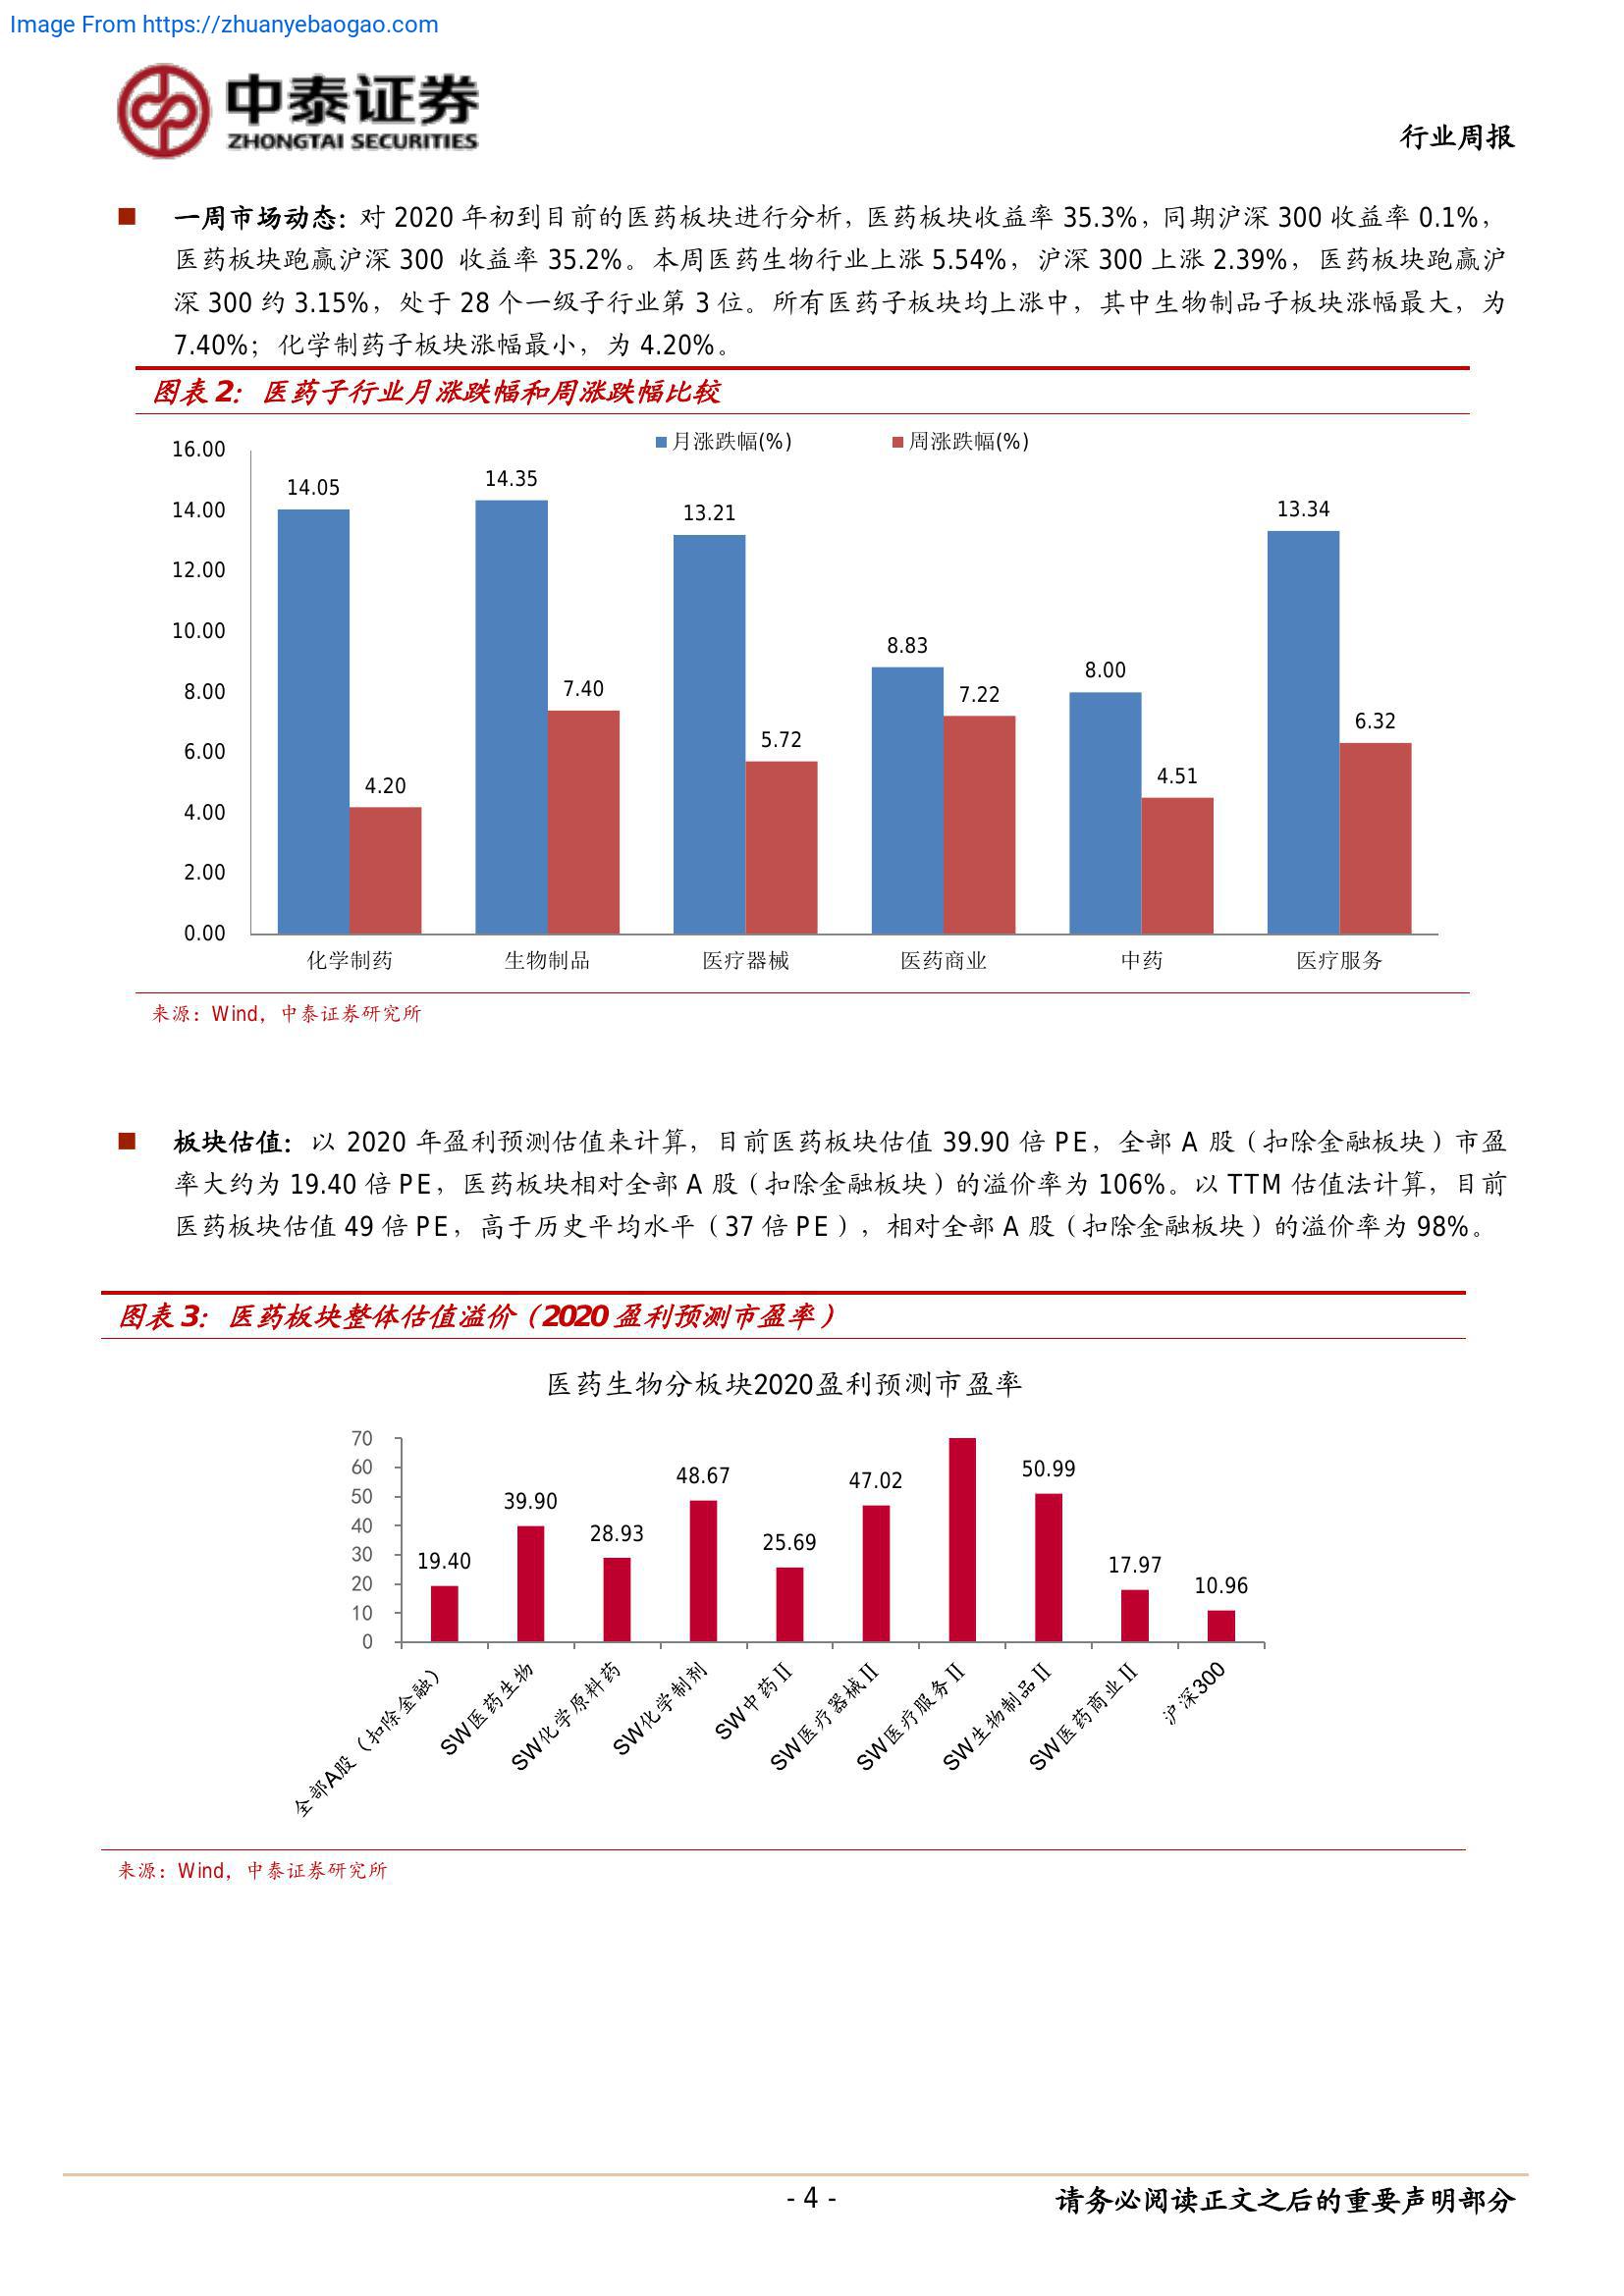 Image From https://zhuanyebaogao.com
中泰证券
ZHONGTAI SECURITIES
行业周报
■ 一周市场动态：对 2020 年初到目前的医药板块进行分析，医药板块收益率 35.3%，同期沪深 300 收益率 0.1%，
医药板块跑赢沪深 300 收益率 35.2%。本周医药生物行业上涨 5.54%，沪深 300 上涨 2.39%，医药板块跑赢沪
深 300 约 3.15%，处于 28 个一级子行业第 3 位。所有医药子板块均上涨中，其中生物制品子板块涨幅最大，为
7.40%；化学制药子板块涨幅最小，为 4.20%。
图表 2：医药子行业月涨跌幅和周涨跌幅比较
月涨跌幅(%) 周涨跌幅(%)
16.00
14.00
12.00
10.00
8.00
6.00
4.00
2.00
0.00
14.05 4.20
14.35 7.40
13.21 5.72
8.83 7.22
8.00 4.51
13.34 6.32
化学制药 生物制品 医疗器械 医药商业 中药 医疗服务
来源：Wind，中泰证券研究所
■ 板块估值：以 2020 年盈利预测估值来计算，目前医药板块估值 39.90 倍 PE，全部 A 股（扣除金融板块）市盈
率大约为 19.40 倍 PE，医药板块相对全部 A 股（扣除金融板块）的溢价率为 106%。以 TTM 估值法计算，目前
医药板块估值 49 倍 PE，高于历史平均水平（37 倍 PE），相对全部 A 股（扣除金融板块）的溢价率为 98%。
图表 3：医药板块整体估值溢价（2020 盈利预测市盈率）
医药生物分板块2020盈利预测市盈率
70
60
50
40
30
20
10
0
19.40 39.90 28.93 48.67 25.69 47.02 50.99 17.97 10.96
全部A股（扣除金融）
SW医药生物
SW化学原料药
SW化学制剂
SW中药Ⅱ
SW医疗器械Ⅱ
SW医疗服务Ⅱ
SW生物制品Ⅱ
SW医药商业Ⅱ
沪深300
来源：Wind，中泰证券研究所
- 4 -
请务必阅读正文之后的重要声明部分